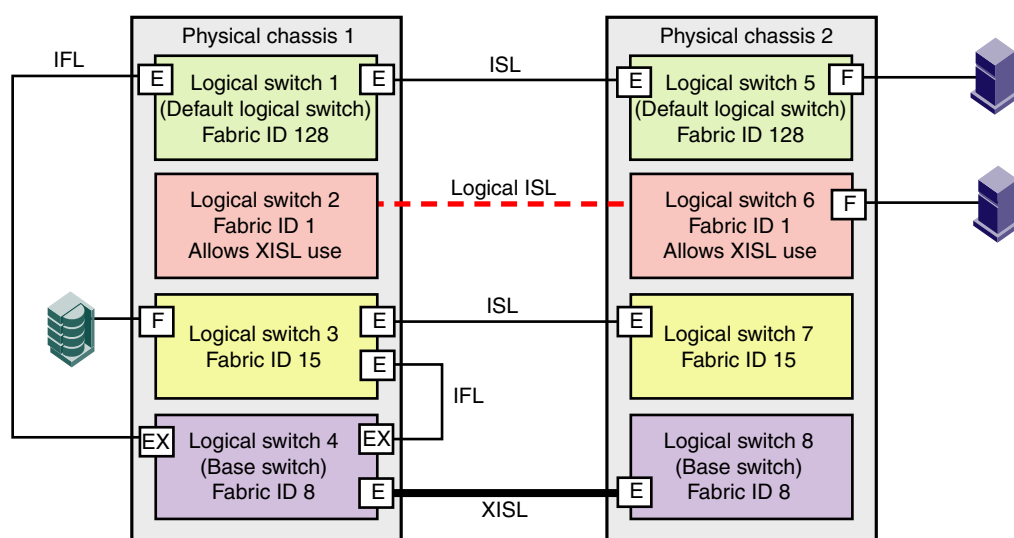 Physical chassis 1
Physical chassis 2
IFL
E
Logical switch 1
(Default logical switch)
Fabric ID 128
E
ISL
E
Logical switch 5
(Default logical switch)
Fabric ID 128
F
Logical switch 2
Fabric ID 1
Allows XISL use
Logical ISL
Logical switch 6
Fabric ID 1
Allows XISL use
F
F
Logical switch 3
Fabric ID 15
E
E
ISL
E
Logical switch 7
Fabric ID 15
IFL
EX
Logical switch 4
(Base switch)
Fabric ID 8
EX
E
XISL
E
Logical switch 8
(Base switch)
Fabric ID 8